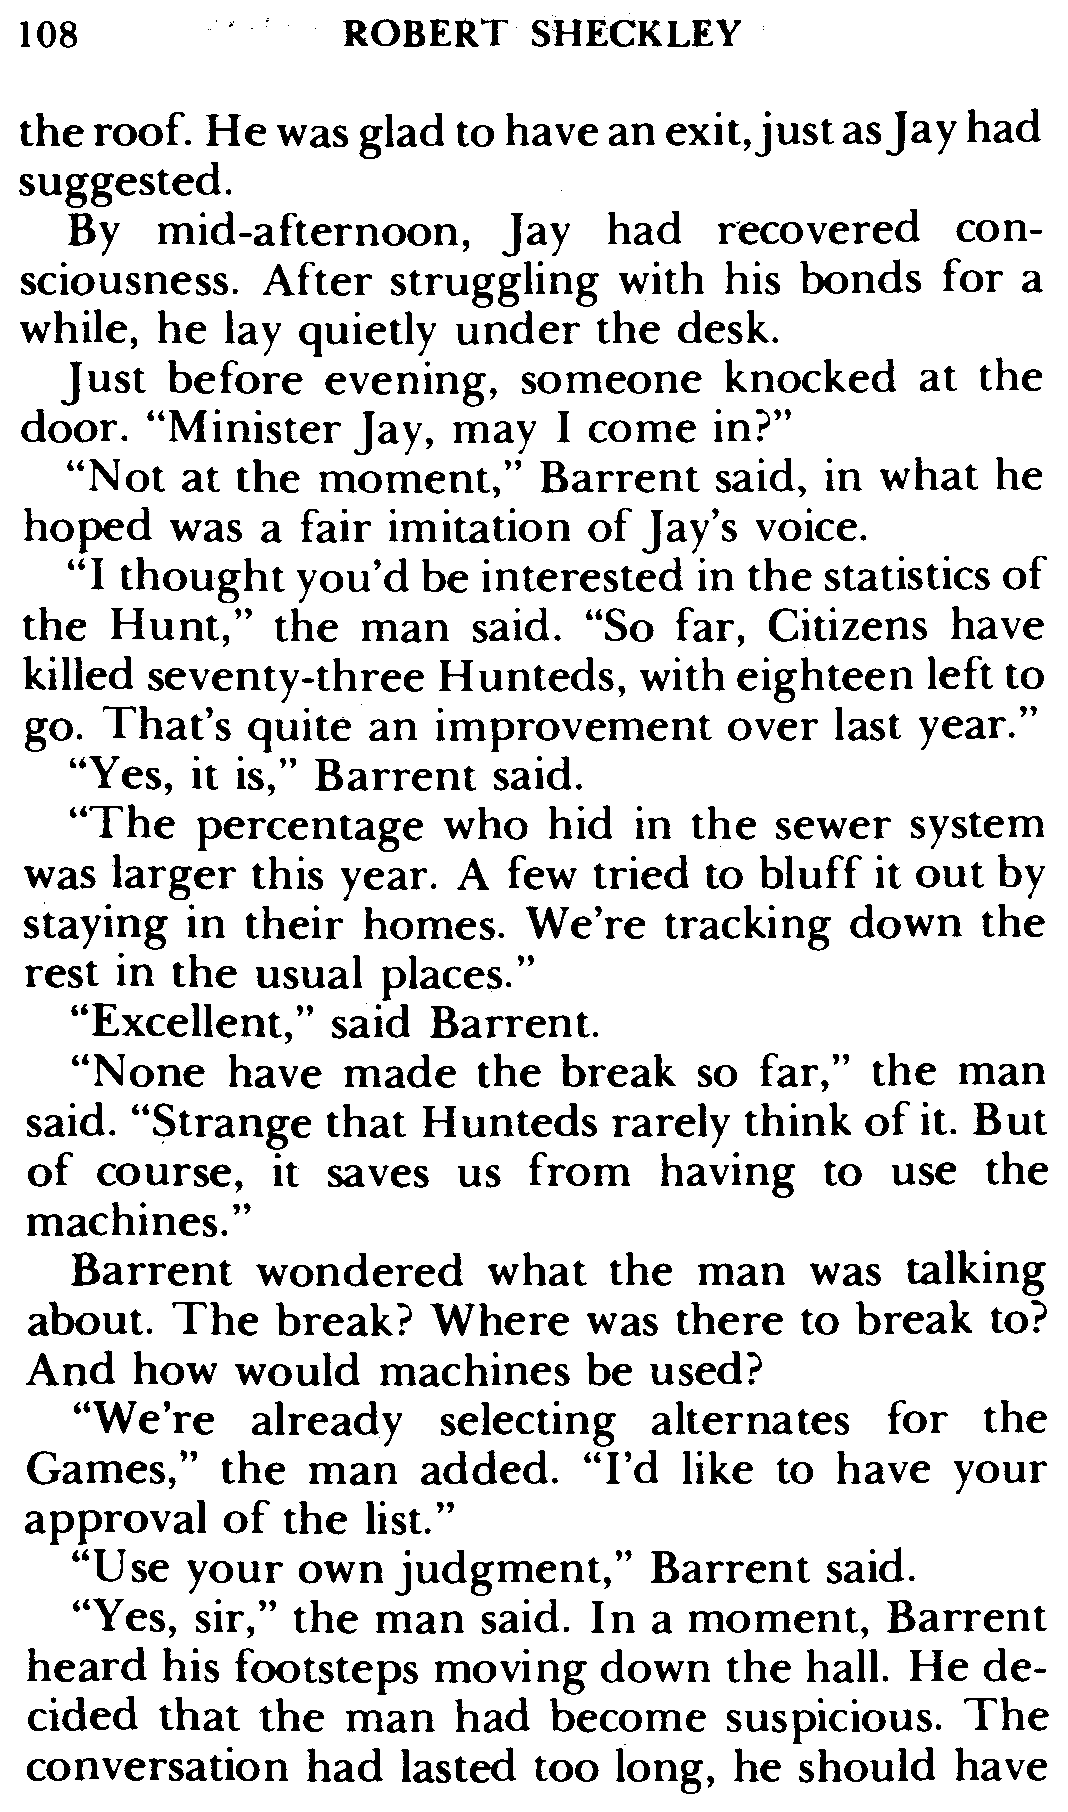 108 ROBERT SHECKLEY
the roof. He was glad to have an exit, just as Jay had
suggested.
By mid-afternoon, Jay had recovered con-
sciousness. After struggling with his bonds for a
while, he lay quietly under the desk.
Just before evening, someone knocked at the
door. “Minister Jay, may I come in?”
“Not at the moment,” Barrent said, in what he
hoped was a fair imitation of Jay’s voice.
“I thought you’d be interested in the statistics of
the Hunt,” the man said. “So far, Citizens have
killed seventy-three Hunteds, with eighteen left to
go. That’s quite an improvement over last year.”
“Yes, it is,” Barrent said.
“The percentage who hid in the sewer system
was larger this year. A few tried to bluff it out by
staying in their homes. We’re tracking down the
rest in the usual places.”
“Excellent,” said Barrent.
“None have made the break so far,” the man
said. “Strange that Hunteds rarely think of it. But
of course, it saves us from having to use the
machines.”
Barrent wondered what the man was talking
about. The break? Where was there to break to?
And how would machines be used?
“We’re already selecting alternates for the
Games,” the man added. “I’d like to have your
approval of the list.”
“Use your own judgment,” Barrent said.
“Yes, sir,” the man said. In a moment, Barrent
heard his footsteps moving down the hall. He de-
cided that the man had become suspicious. The
conversation had lasted too long, he should have